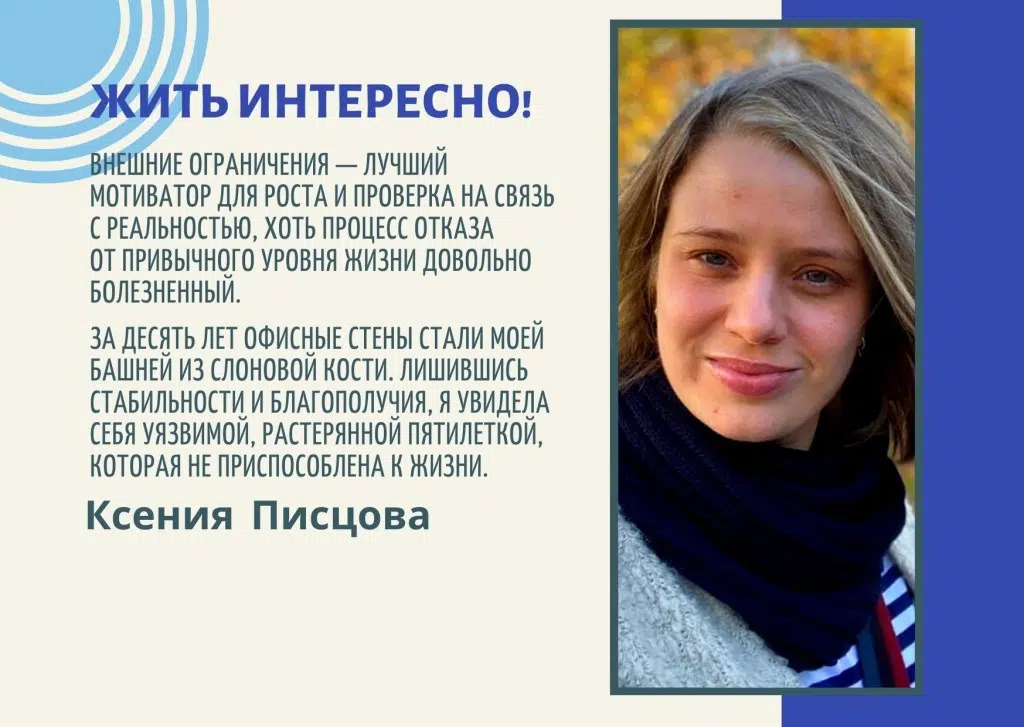 ЖИТЬ ИНТЕРЕСНО!
ВНЕШНИЕ ОГРАНИЧЕНИЯ — ЛУЧШИЙ
МОТИВАТОР ДЛЯ РОСТА И ПРОВЕРКА НА СВЯЗЬ
С РЕАЛЬНОСТЬЮ, ХОТЬ ПРОЦЕСС ОТКАЗА
ОТ ПРИВЫЧНОГО УРОВНЯ ЖИЗНИ ДОВОЛЬНО
БОЛЕЗНЕННЫЙ.
ЗА ДЕСЯТЬ ЛЕТ ОФИСНЫЕ СТЕНЫ СТАЛИ МОЕЙ
БАШНЕЙ ИЗ СЛОНОВОЙ КОСТИ. ЛИШИВШИСЬ
СТАБИЛЬНОСТИ И БЛАГОПОЛУЧИЯ, Я УВИДЕЛА
СЕБЯ УЯЗВИМОЙ, РАСТЕРЯННОЙ ПЯТИЛЕТКОЙ,
КОТОРАЯ НЕ ПРИСПОСОБЛЕНА К ЖИЗНИ.
Ксения Писцова